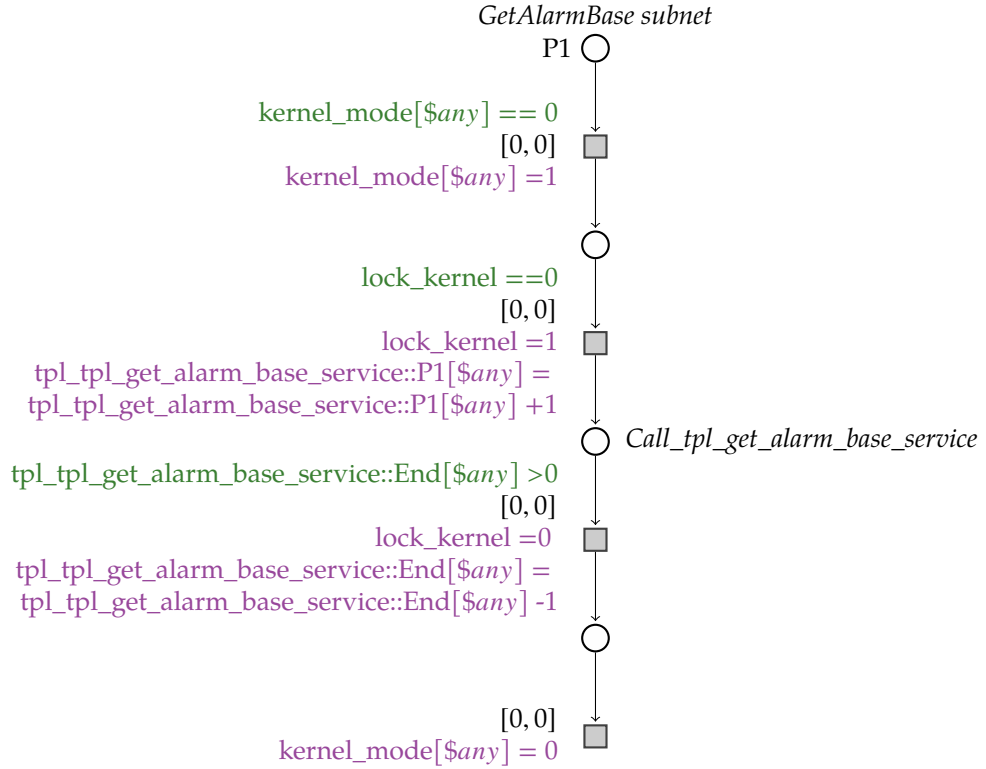 GetAlarmBase subnet
P1
kernel_mode[$any] == 0
[0, 0]
kernel_mode[$any] =1
lock_kernel ==0
[0, 0]
lock_kernel =1
tpl_tpl_get_alarm_base_service::P1[$any] =
tpl_tpl_get_alarm_base_service::P1[$any] +1
Call_tpl_get_alarm_base_service
tpl_tpl_get_alarm_base_service::End[$any] >0
[0, 0]
lock_kernel =0
tpl_tpl_get_alarm_base_service::End[$any] =
tpl_tpl_get_alarm_base_service::End[$any] -1
[0, 0]
kernel_mode[$any] = 0